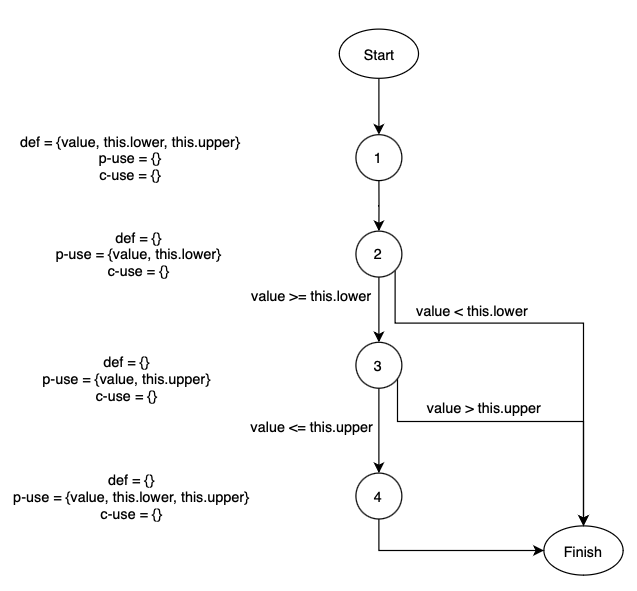 Start
def = {value, this.lower, this.upper}
p-use = {}
c-use = {}
1
def = {}
p-use = {value, this.lower}
c-use = {}
2
value >= this.lower
value < this.lower
def = {}
p-use = {value, this.upper}
c-use = {}
3
value > this.upper
value <= this.upper
def = {}
p-use = {value, this.lower, this.upper}
c-use = {}
4
Finish